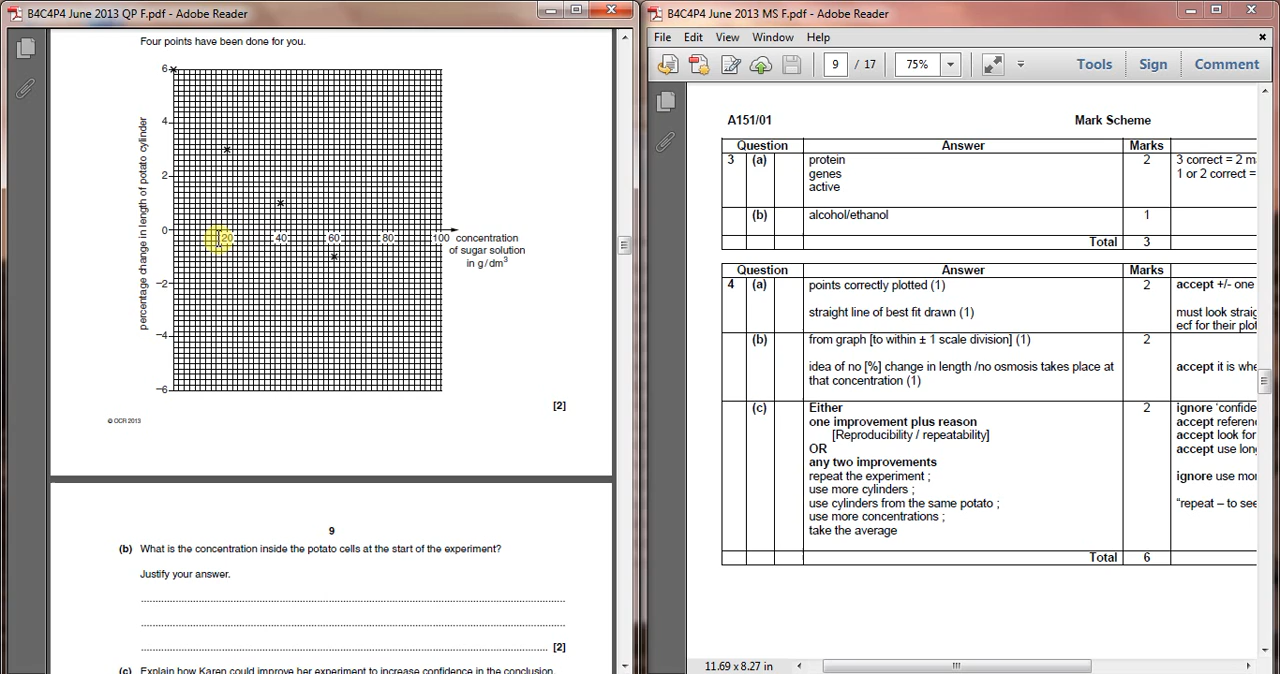 B4C4P4 June 2013 QP F.pdf - Adobe Reader
Four points have been done for you.
6
4
2
0
−2
−4
−6
percentage change in length of potato cylinder
20 40 60 80 100
concentration
of sugar solution
in g/dm³
[2]
© OCR 2013
9
(b) What is the concentration inside the potato cells at the start of the experiment?
Justify your answer.
[2]
(c) Explain how Karen could improve her experiment to increase confidence in the conclusion.
B4C4P4 June 2013 MS F.pdf - Adobe Reader
File Edit View Window Help
9 / 17 75% Tools Sign Comment
A151/01 Mark Scheme
Question Answer Marks
3 (a) protein 2 3 correct = 2 m
genes 1 or 2 correct =
active
(b) alcohol/ethanol 1
Total 3
Question Answer Marks
4 (a) points correctly plotted (1) 2 accept +/- one
straight line of best fit drawn (1) must look straig
ecf for their plot
(b) from graph [to within ± 1 scale division] (1) 2
idea of no [%] change in length /no osmosis takes place at accept it is whe
that concentration (1)
(c) Either 2 ignore 'confide
one improvement plus reason accept referenc
[Reproducibility / repeatability] accept look for
OR accept use long
any two improvements
repeat the experiment ; ignore use mor
use more cylinders ;
use cylinders from the same potato ; "repeat – to see
use more concentrations ;
take the average
Total 6
11.69 x 8.27 in